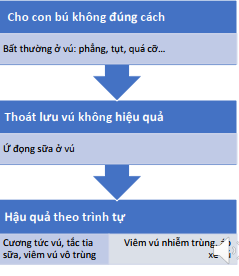 Cho con bú không đúng cách
Bất thường ở vú: phẳng, tụt, quá cỡ...
Thoát lưu vú không hiệu quả
Ứ đọng sữa ở vú
Hậu quả theo trình tự
Cương tức vú, tắc tia
sữa, viêm vú vô trùng
Viêm vú nhiễm trùng,